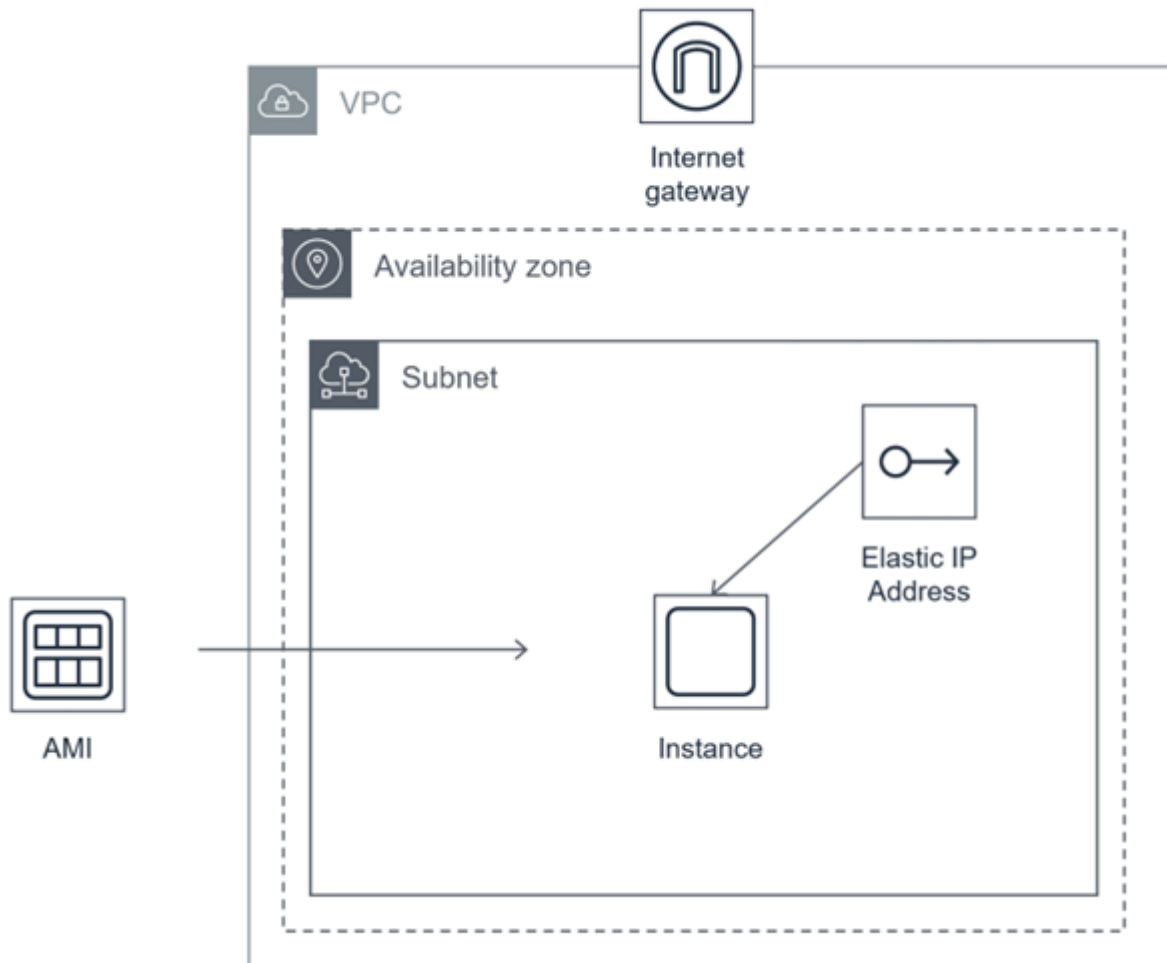 VPC
Internet
gateway
Availability zone
Subnet
Elastic IP
Address
AMI
Instance